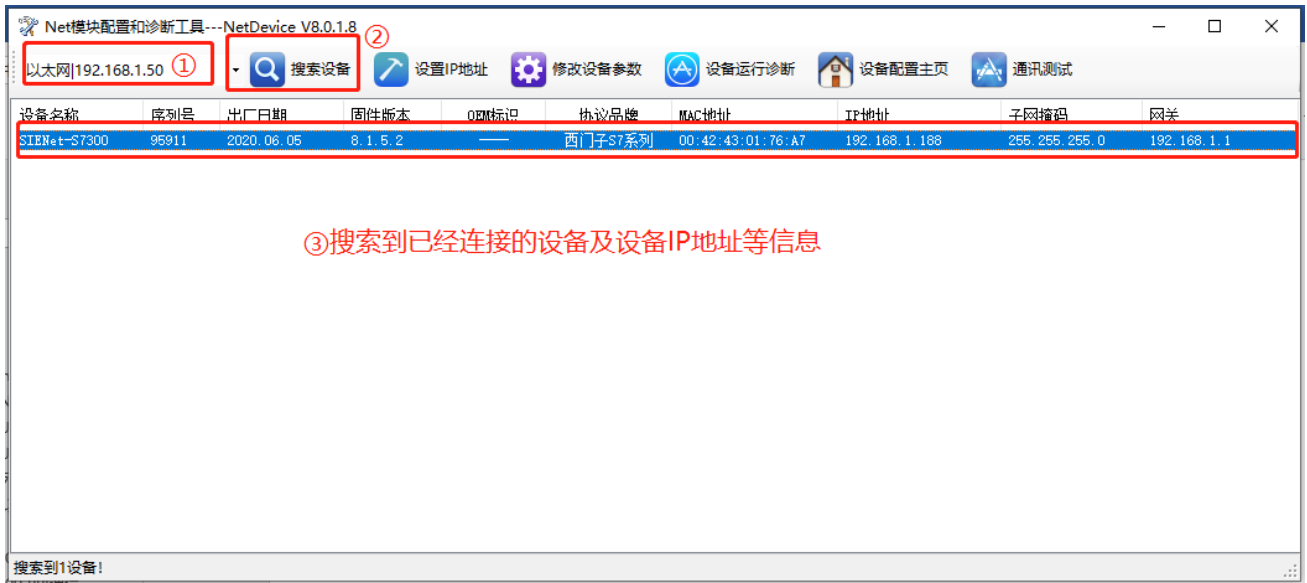 Net模块配置和诊断工具---NetDevice V8.0.1.8
②
以太网|192.168.1.50 ① 搜索设备 设置IP地址 修改设备参数 设备运行诊断 设备配置主页 通讯测试
设备名称 序列号 出厂日期 固件版本 OEM标识 协议品牌 MAC地址 IP地址 子网掩码 网关
SIENet-S7300 95911 2020.06.05 8.1.5.2 —— 西门子S7系列 00:42:43:01:76:A7 192.168.1.188 255.255.255.0 192.168.1.1
③搜索到已经连接的设备及设备IP地址等信息
搜索到1设备!